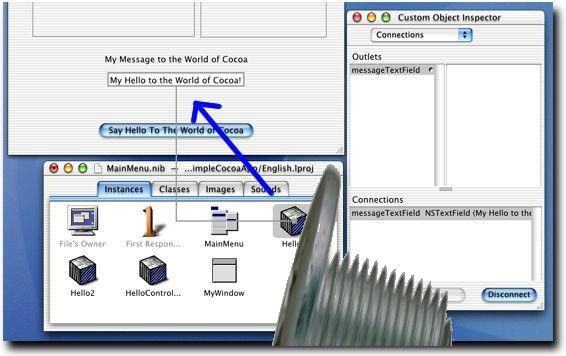 Custom Object Inspector
Connections
Outlets
messageTextField
My Message to the World of Cocoa
My Hello to the World of Cocoa!
Say Hello To The World of Cocoa
MainMenu.nib — ...impleCocoaApp/English.lproj
Instances Classes Images Sounds
File's Owner First Respon... MainMenu Hello
Hello2 HelloControl... MyWindow
Connections
messageTextField NSTextField (My Hello to the
Disconnect